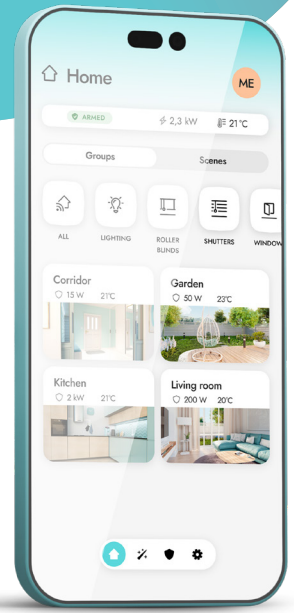 Home
ME
ARMED 2,3 kW 21°C
Groups Scenes
ALL LIGHTING ROLLER BLINDS SHUTTERS WINDOW
Corridor
15 W 21°C
Garden
50 W 23°C
Kitchen
2 kW 21°C
Living room
200 W 20°C